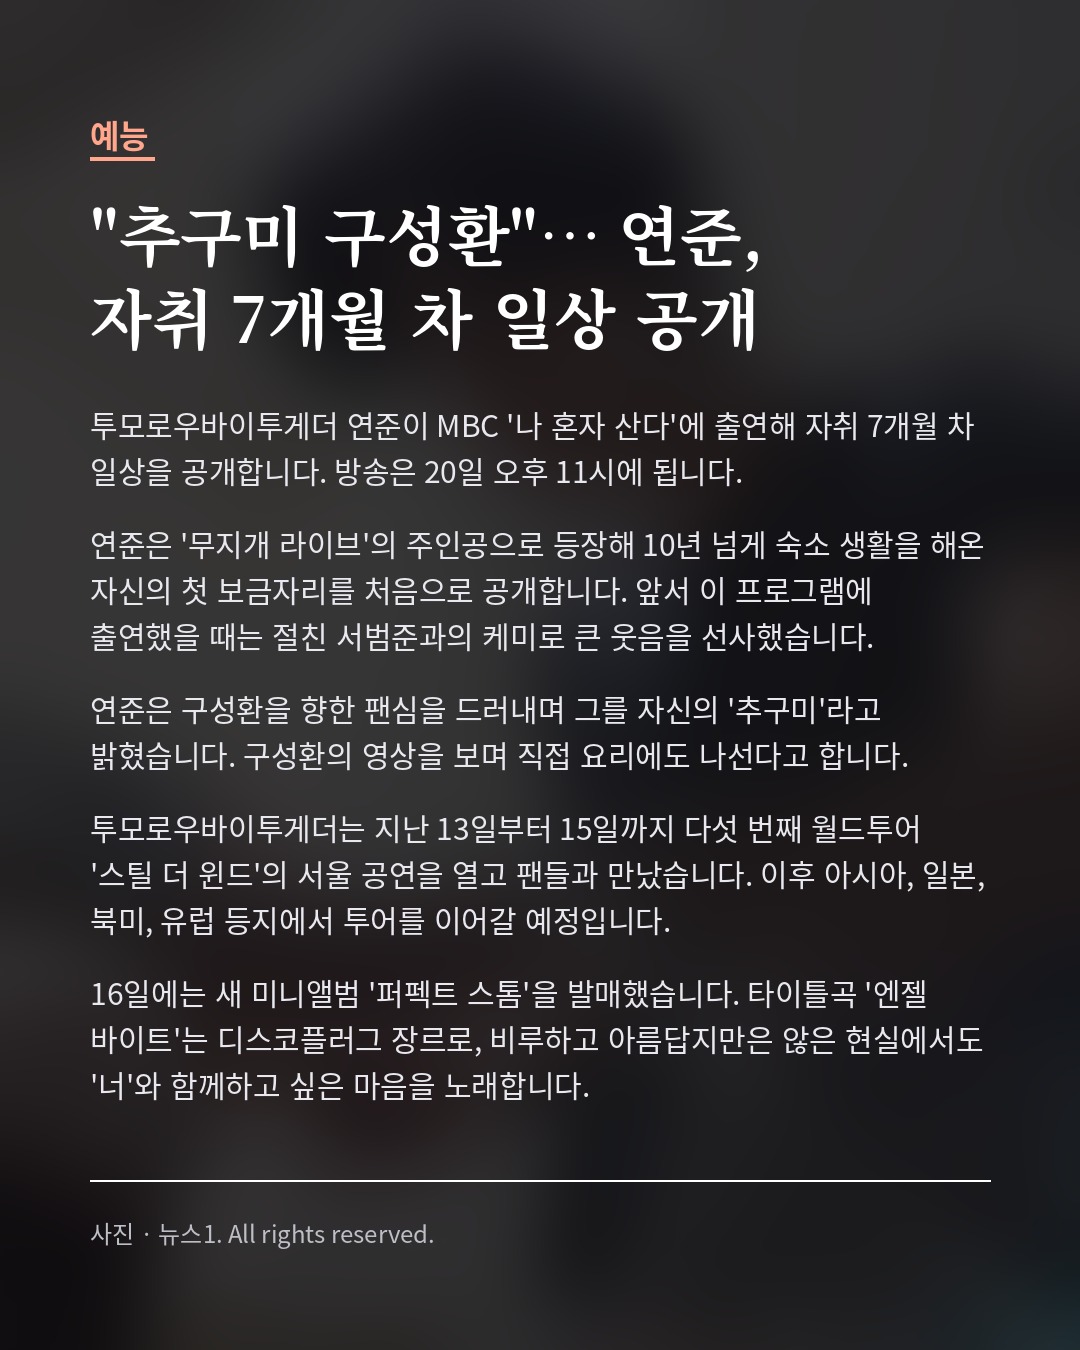 예능
"추구미 구성환"··· 연준,
자취 7개월 차 일상 공개
투모로우바이투게더 연준이 MBC '나 혼자 산다'에 출연해 자취 7개월 차
일상을 공개합니다. 방송은 20일 오후 11시에 됩니다.
연준은 '무지개 라이브'의 주인공으로 등장해 10년 넘게 숙소 생활을 해온
자신의 첫 보금자리를 처음으로 공개합니다. 앞서 이 프로그램에
출연했을 때는 절친 서범준과의 케미로 큰 웃음을 선사했습니다.
연준은 구성환을 향한 팬심을 드러내며 그를 자신의 '추구미'라고
밝혔습니다. 구성환의 영상을 보며 직접 요리에도 나선다고 합니다.
투모로우바이투게더는 지난 13일부터 15일까지 다섯 번째 월드투어
'스틸 더 윈드'의 서울 공연을 열고 팬들과 만났습니다. 이후 아시아, 일본,
북미, 유럽 등지에서 투어를 이어갈 예정입니다.
16일에는 새 미니앨범 '퍼펙트 스톰'을 발매했습니다. 타이틀곡 '엔젤
바이트'는 디스코플러그 장르로, 비루하고 아름답지만은 않은 현실에서도
'너'와 함께하고 싶은 마음을 노래합니다.
사진 · 뉴스1. All rights reserved.